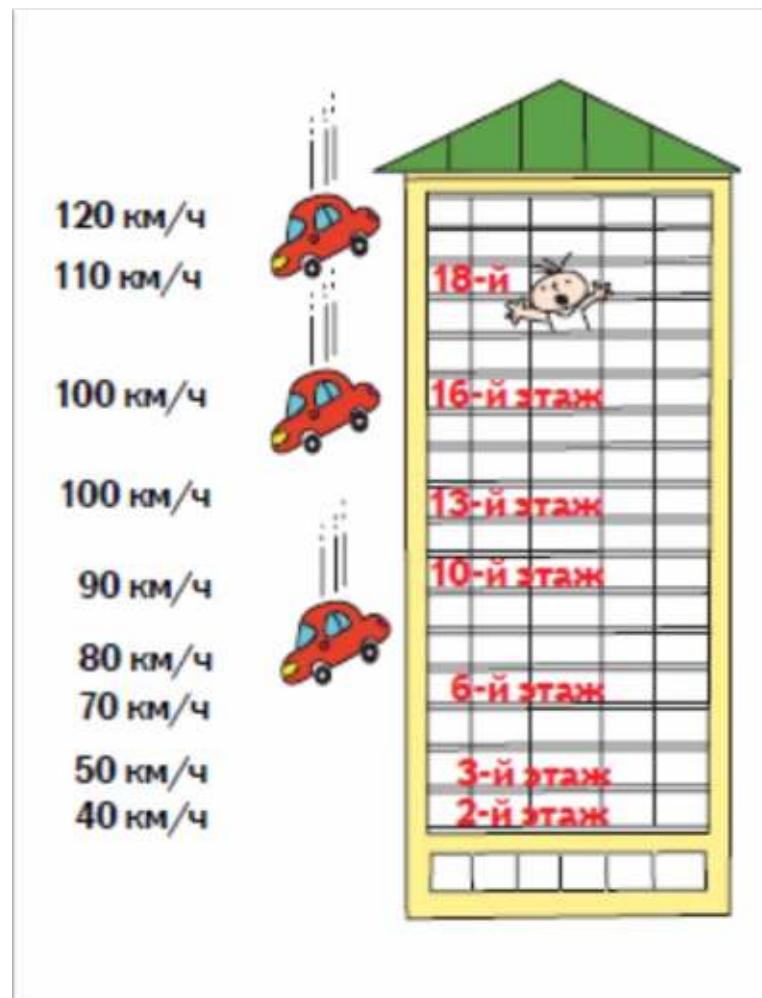 120 км/ч
110 км/ч 18-й
100 км/ч 16-й этаж
100 км/ч 13-й этаж
90 км/ч 10-й этаж
80 км/ч
70 км/ч 6-й этаж
50 км/ч 3-й этаж
40 км/ч 2-й этаж